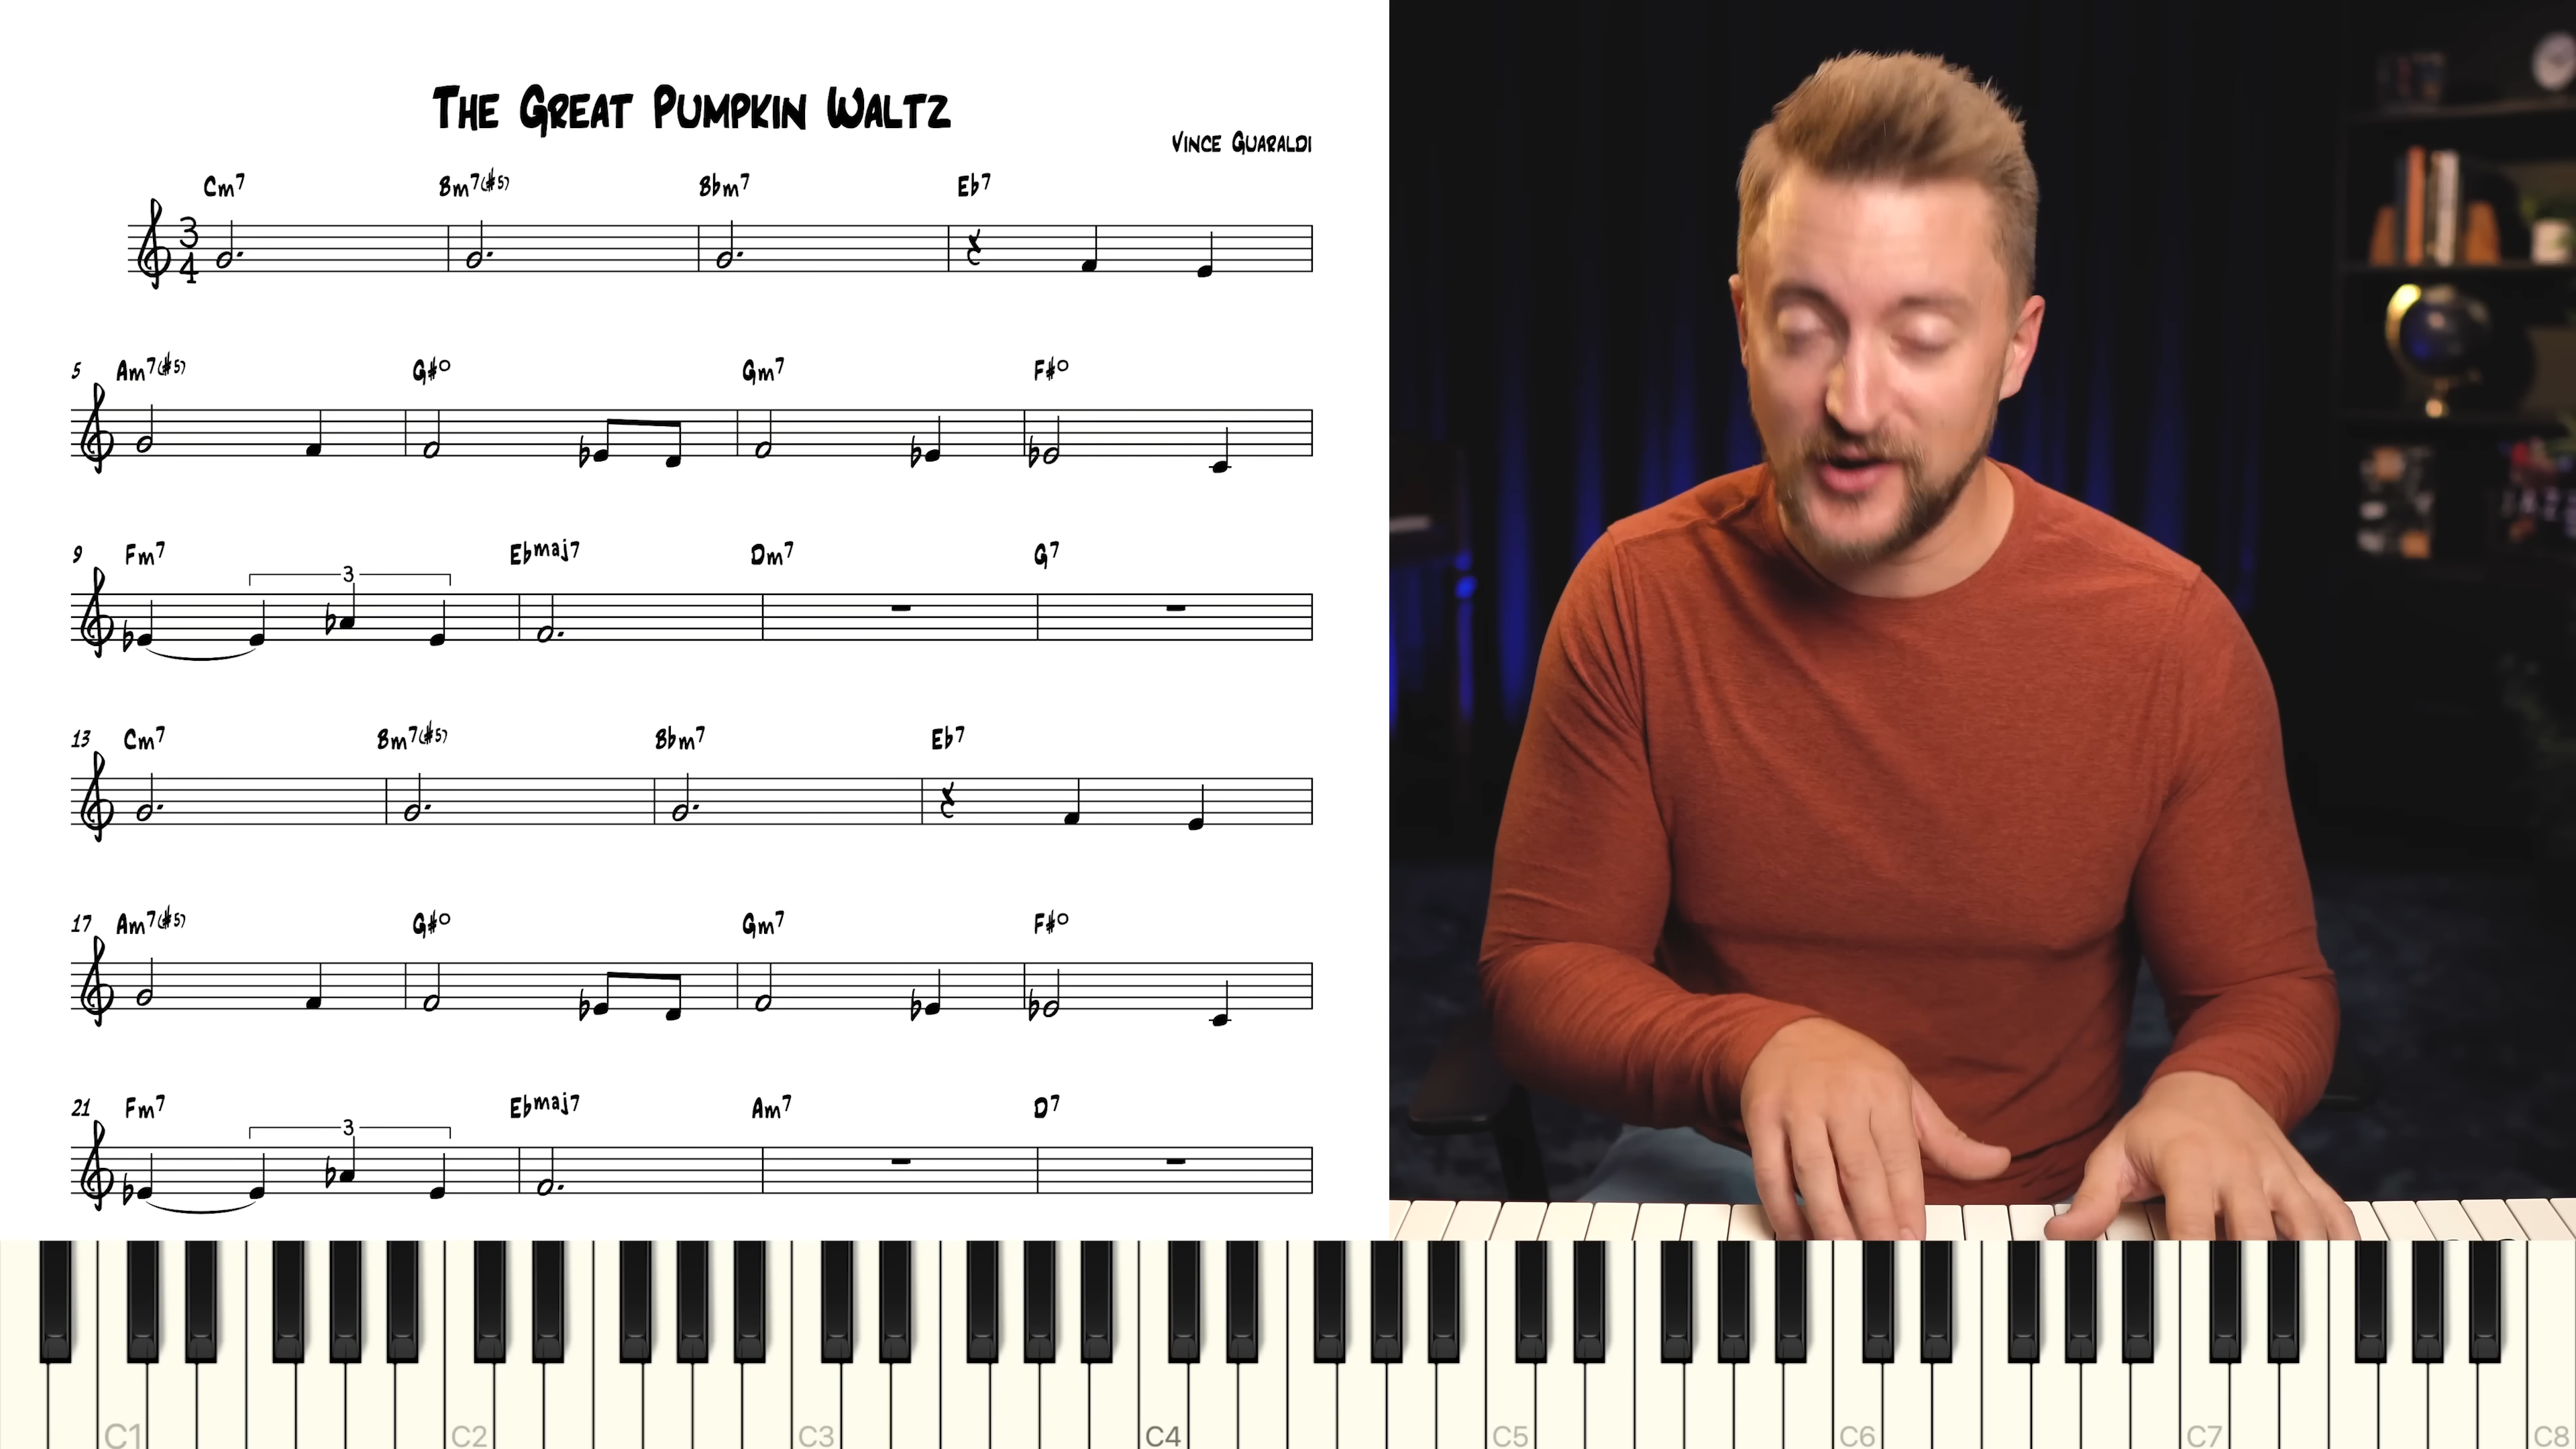 THE GREAT PUMPKIN WALTZ
VINCE GUARALDI
Cm7 Bm7(#5) Bbm7 Eb7
3
4
5 Am7(#5) G#o Gm7 F#o
9 Fm7 Ebmaj7 Dm7 G7
3
13 Cm7 Bm7(#5) Bbm7 Eb7
17 Am7(#5) G#o Gm7 F#o
21 Fm7 Ebmaj7 Am7 D7
3
C1 C2 C3 C4 C5 C6 C7 C8